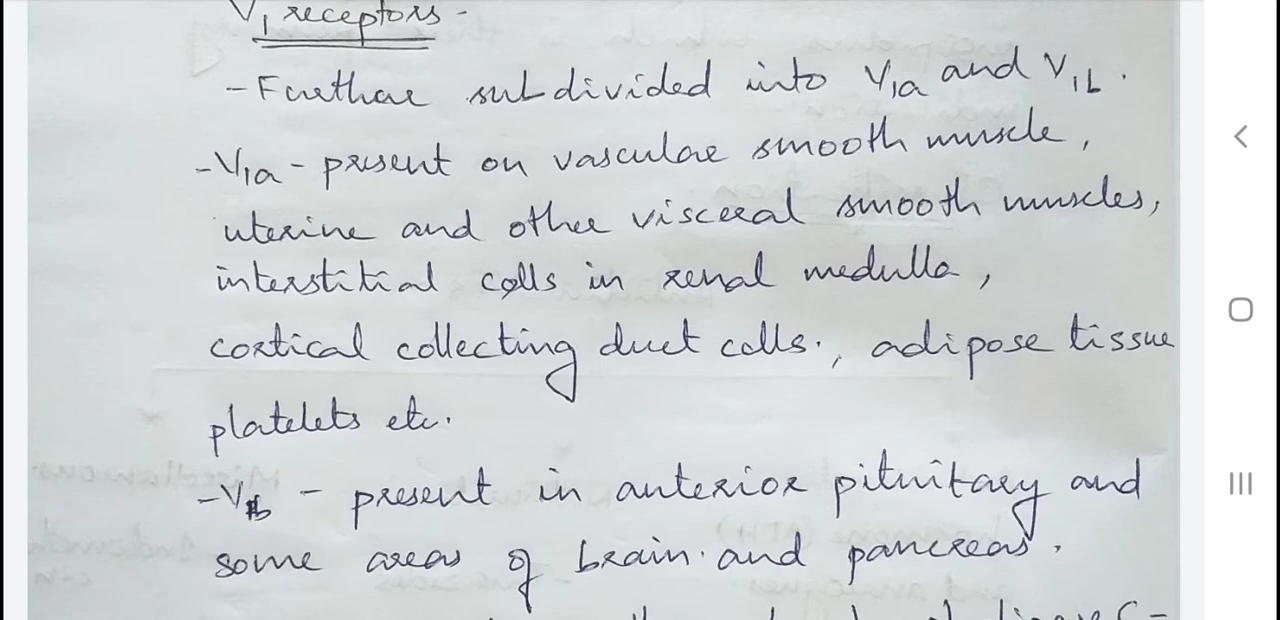 V1 receptors -
- Further subdivided into V1a and V1b.
- V1a - present on vascular smooth muscle,
uterine and other visceral smooth muscles,
interstitial cells in renal medulla,
cortical collecting duct cells., adipose tissue
platelets etc.
- V1b - present in anterior pituitary and
some areas of brain and pancreas.